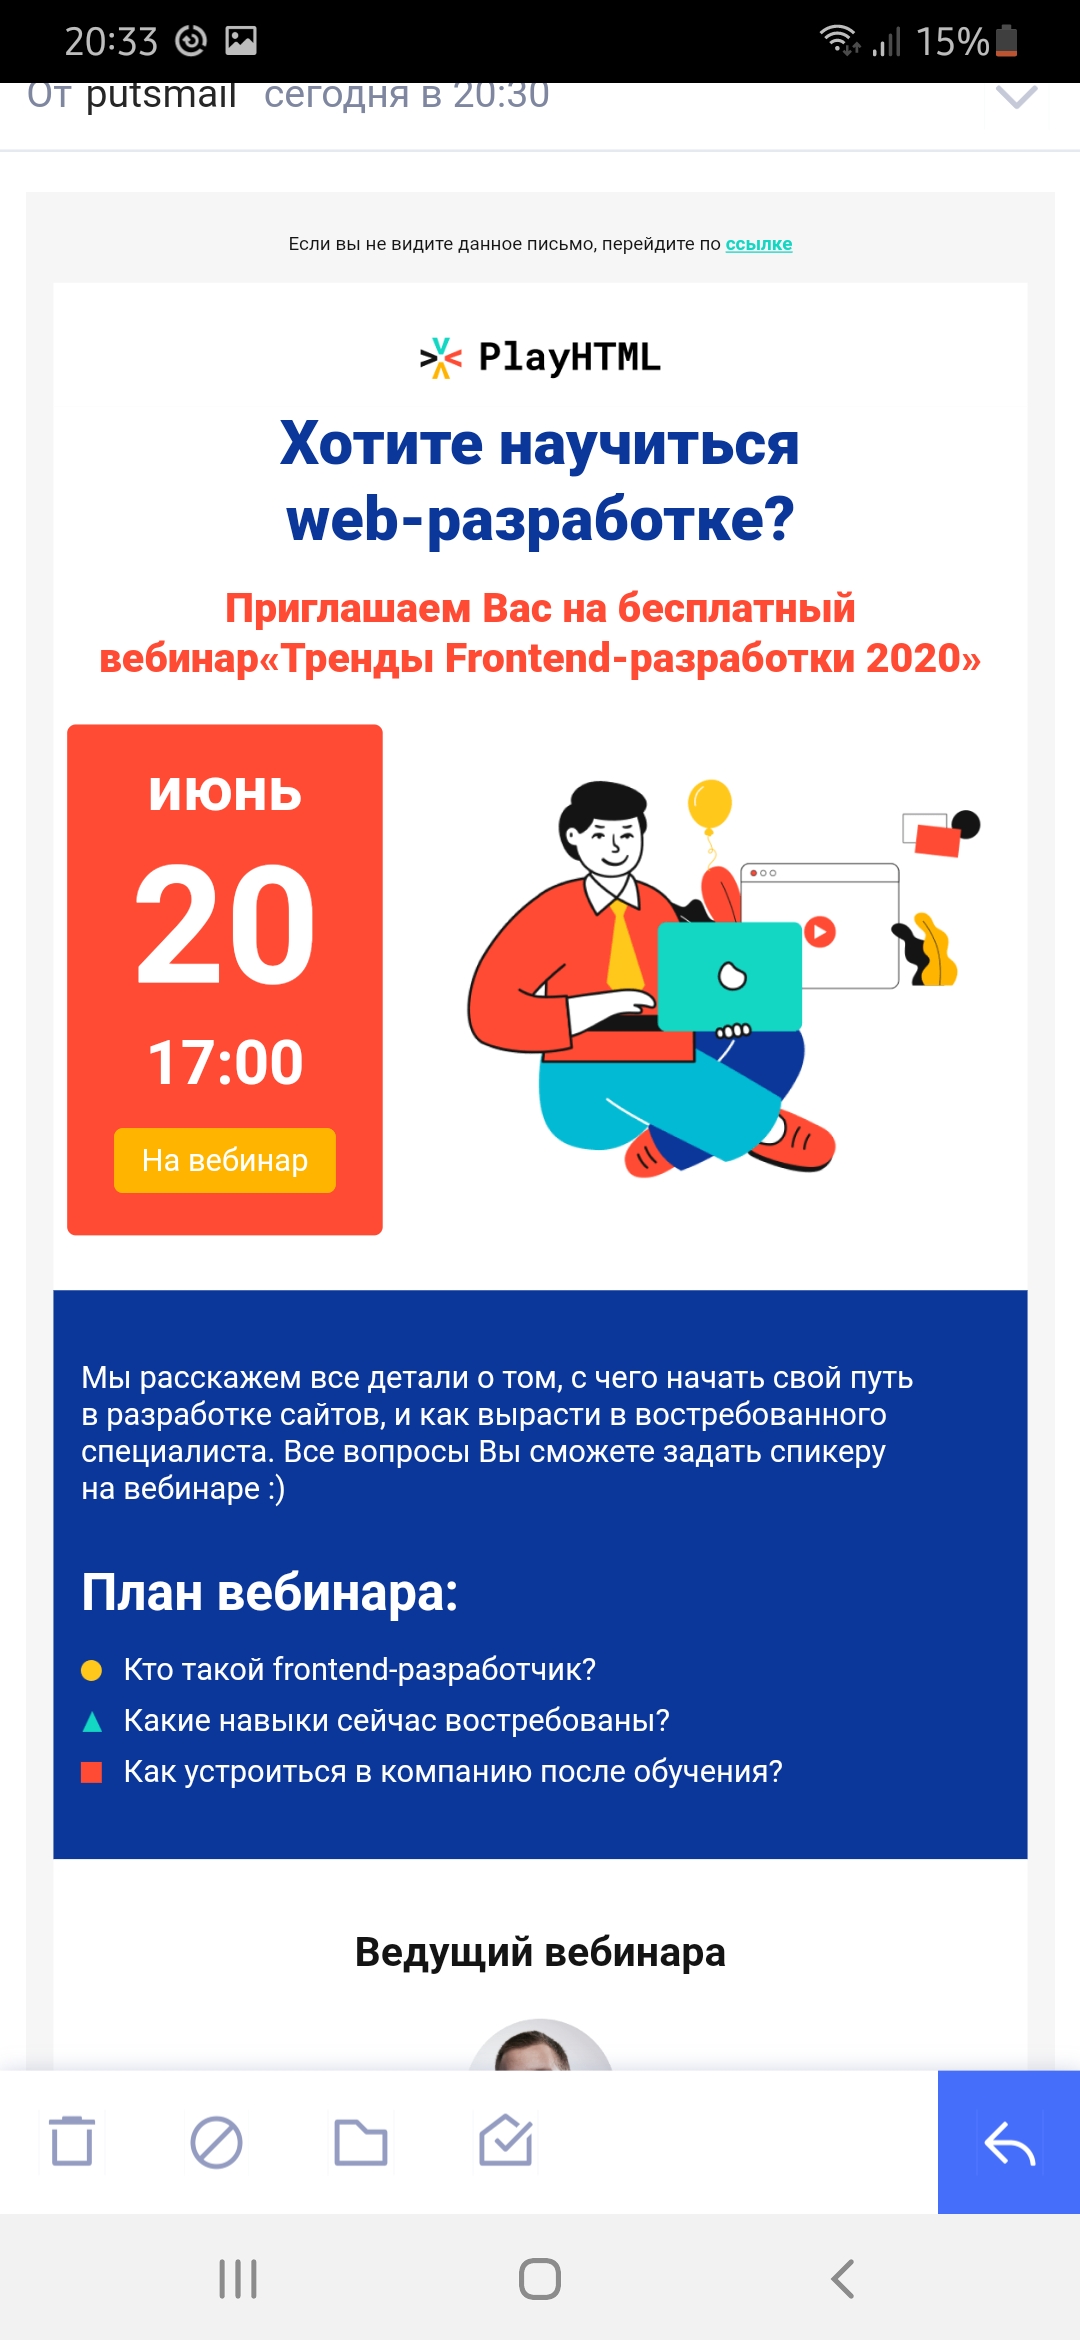 20:33
15%
От putsmail сегодня в 20:30
Если вы не видите данное письмо, перейдите по ссылке
PlayHTML
Хотите научиться
web-разработке?
Приглашаем Вас на бесплатный
вебинар«Тренды Frontend-разработки 2020»
июнь
20
17:00
На вебинар
Мы расскажем все детали о том, с чего начать свой путь
в разработке сайтов, и как вырасти в востребованного
специалиста. Все вопросы Вы сможете задать спикеру
на вебинаре :)
План вебинара:
Кто такой frontend-разработчик?
Какие навыки сейчас востребованы?
Как устроиться в компанию после обучения?
Ведущий вебинара